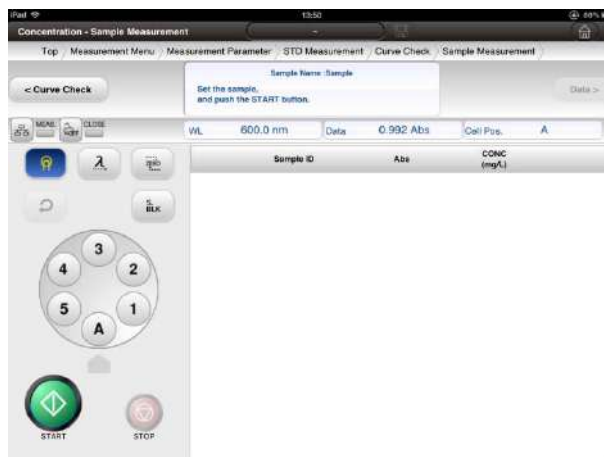 iPad 13:50 80%
Concentration - Sample Measurement -
Top Measurement Menu Measurement Parameter STD Measurement Curve Check Sample Measurement
< Curve Check
Sample Name :Sample
Set the sample,
and push the START button.
Data >
MEAS. CLOSE
WL 600.0 nm Data 0.992 Abs Cell Pos. A
Sample ID Abs CONC
(mg/L)
λ
S.
BLK
3
4 2
5 1
A
START STOP